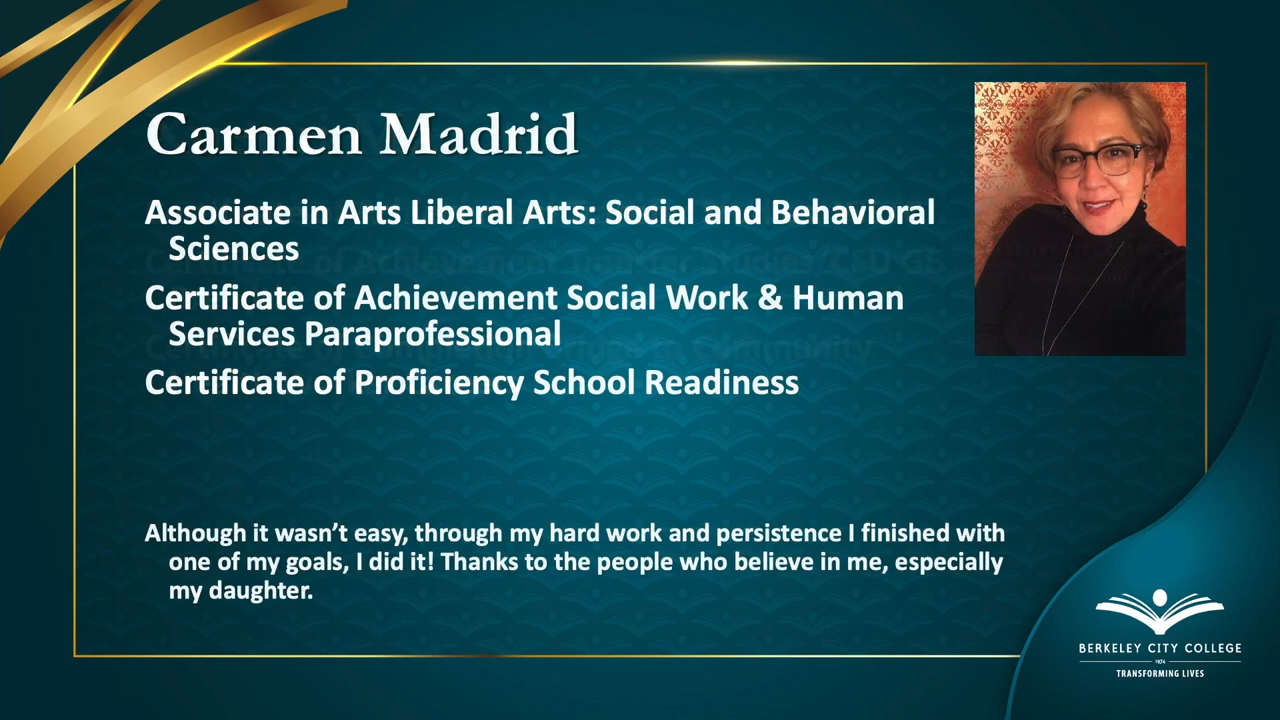 Carmen Madrid
Associate in Arts Liberal Arts: Social and Behavioral
Sciences
Certificate of Achievement Social Work & Human
Services Paraprofessional
Certificate of Proficiency School Readiness
Although it wasn’t easy, through my hard work and persistence I finished with
one of my goals, I did it! Thanks to the people who believe in me, especially
my daughter.
BERKELEY CITY COLLEGE
1974
TRANSFORMING LIVES